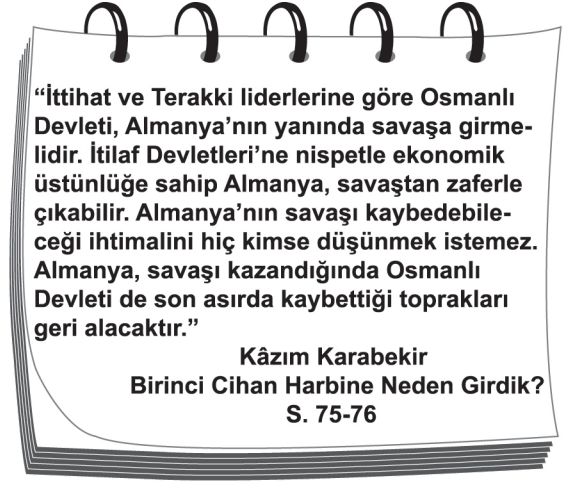 “İttihat ve Terakki liderlerine göre Osmanlı
Devleti, Almanya’nın yanında savaşa girme-
lidir. İtilaf Devletleri’ne nispetle ekonomik
üstünlüğe sahip Almanya, savaştan zaferle
çıkabilir. Almanya’nın savaşı kaybedebile-
ceği ihtimalini hiç kimse düşünmek istemez.
Almanya, savaşı kazandığında Osmanlı
Devleti de son asırda kaybettiği toprakları
geri alacaktır.”
Kâzım Karabekir
Birinci Cihan Harbine Neden Girdik?
S. 75-76